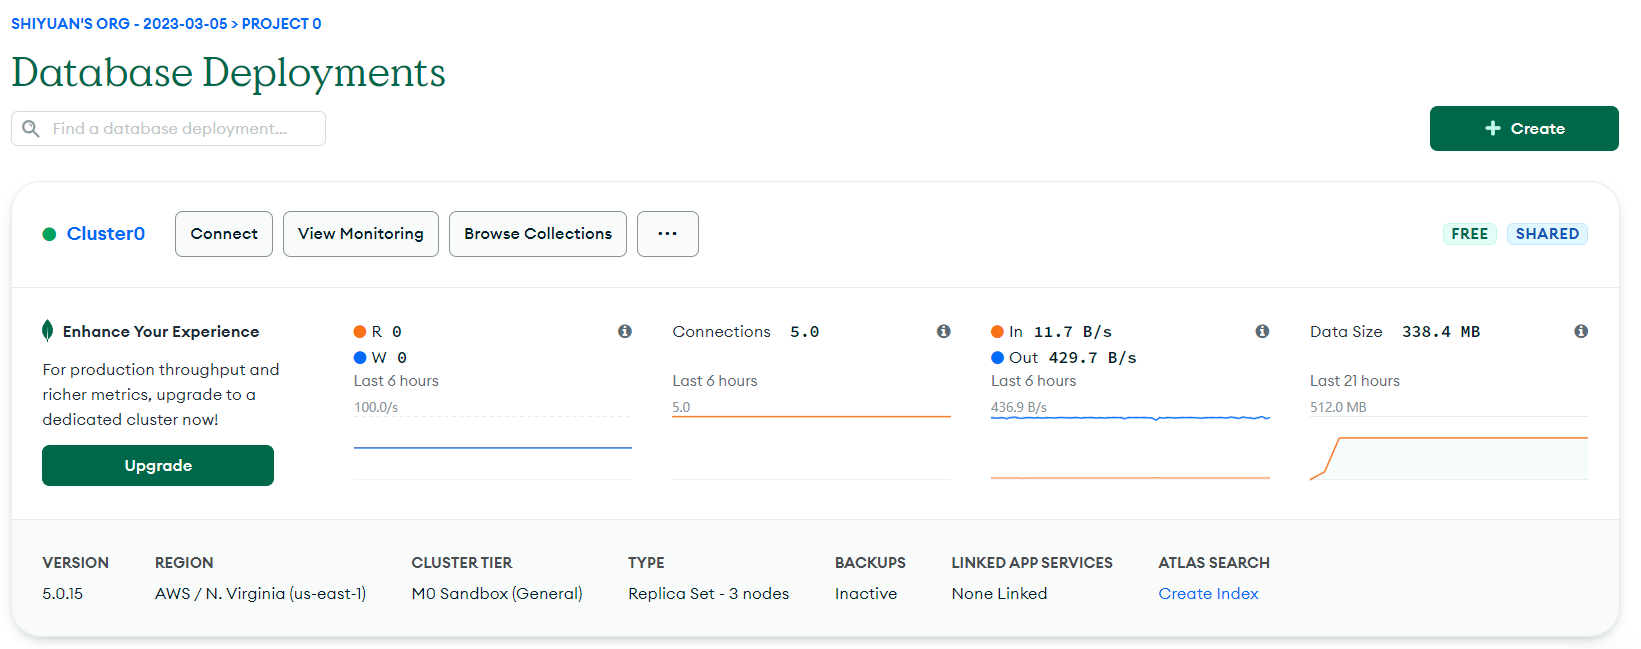 SHIYUAN'S ORG - 2023-03-05 > PROJECT 0
Database Deployments
Find a database deployment...
+ Create
Cluster0
Connect
View Monitoring
Browse Collections
...
FREE
SHARED
Enhance Your Experience
For production throughput and
richer metrics, upgrade to a
dedicated cluster now!
Upgrade
R 0
W 0
Last 6 hours
100.0/s
Connections 5.0
Last 6 hours
5.0
In 11.7 B/s
Out 429.7 B/s
Last 6 hours
436.9 B/s
Data Size 338.4 MB
Last 21 hours
512.0 MB
VERSION
5.0.15
REGION
AWS / N. Virginia (us-east-1)
CLUSTER TIER
M0 Sandbox (General)
TYPE
Replica Set - 3 nodes
BACKUPS
Inactive
LINKED APP SERVICES
None Linked
ATLAS SEARCH
Create Index